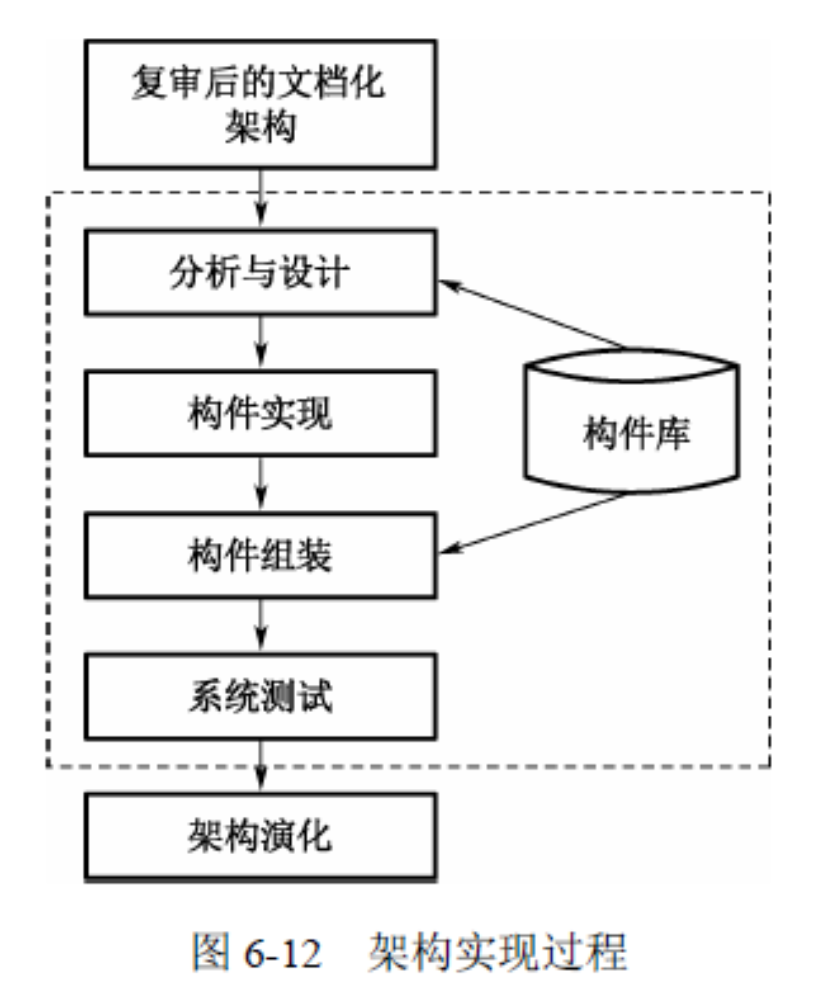 复审后的文档化
架构
分析与设计
构件实现
构件库
构件组装
系统测试
架构演化
图 6-12 架构实现过程